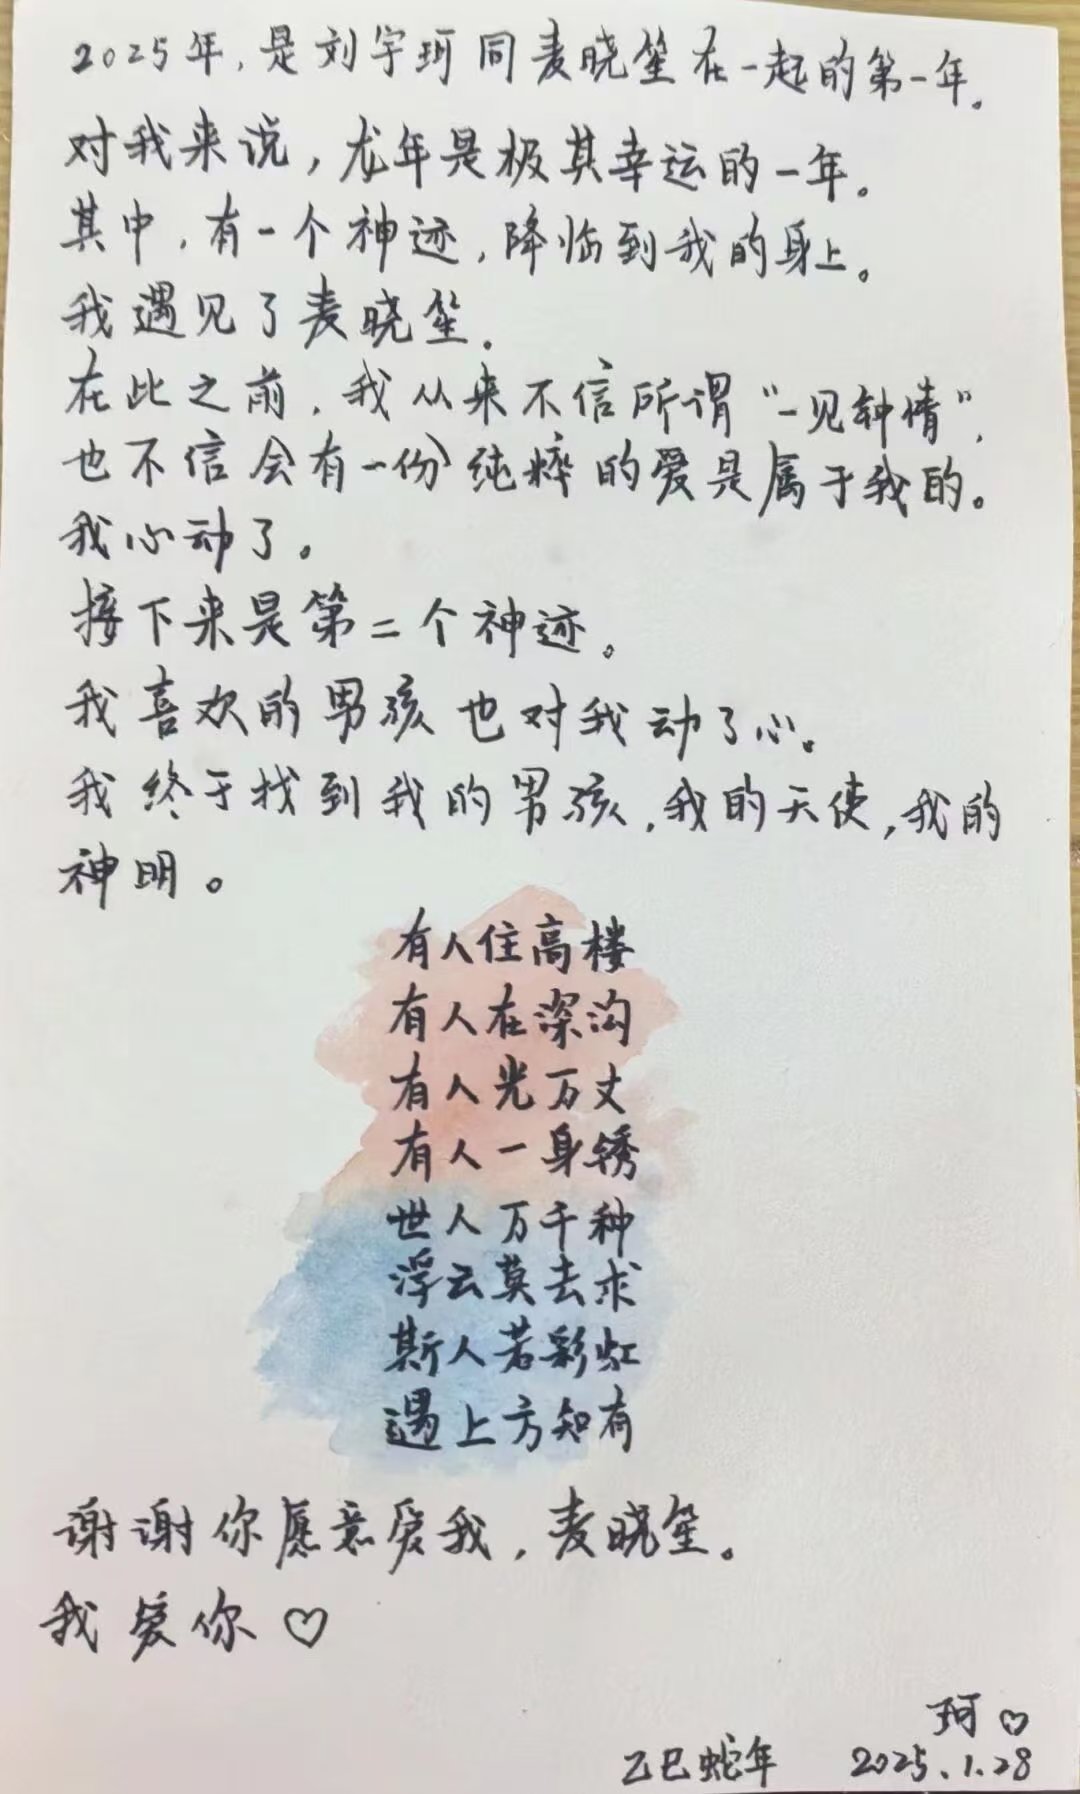 2025年,是刘宇珂同麦晓笙在一起的第一年。
对我来说,龙年是极其幸运的一年。
其中,有一个神迹,降临到我的身上。
我遇见了麦晓笙.
在此之前,我从来不信所谓“一见钟情”,
也不信会有一份纯粹的爱是属于我的。
我心动了。
接下来是第二个神迹。
我喜欢的男孩也对我动了心。
我终于找到我的男孩,我的天使,我的
神明。
有人住高楼
有人在深沟
有人光万丈
有人一身锈
世人万千种
浮云莫去求
斯人若彩虹
遇上方知有
谢谢你愿意爱我,麦晓笙。
我爱你♡
珂♡
乙巳蛇年 2025.1.28